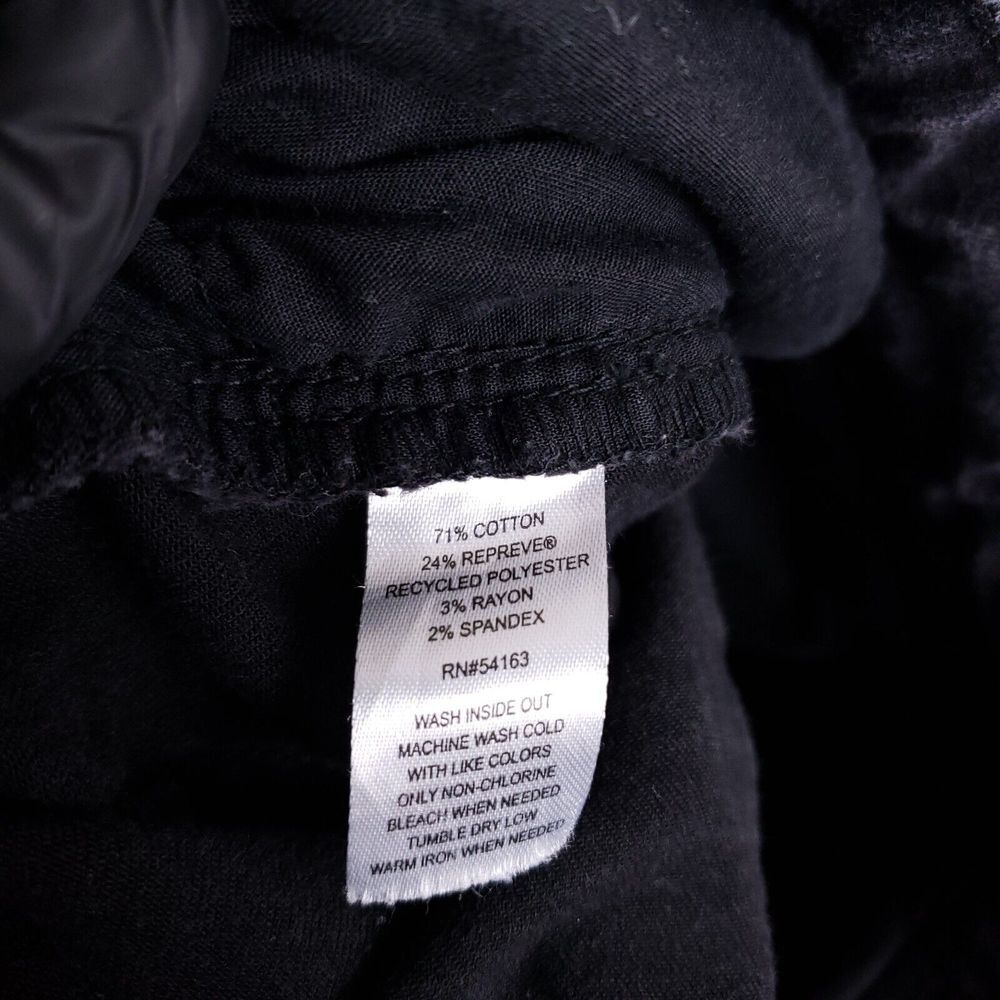 71% COTTON
24% REPREVE®
RECYCLED POLYESTER
3% RAYON
2% SPANDEX
RN#54163
WASH INSIDE OUT
MACHINE WASH COLD
WITH LIKE COLORS
ONLY NON-CHLORINE
BLEACH WHEN NEEDED
TUMBLE DRY LOW
WARM IRON WHEN NEEDED